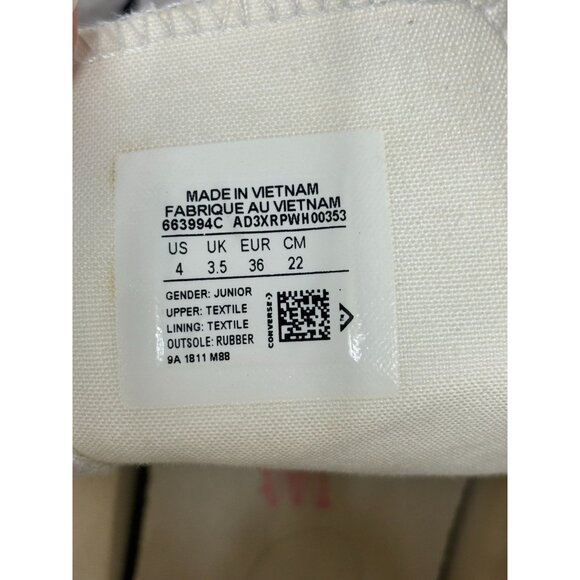 MADE IN VIETNAM
FABRIQUE AU VIETNAM
663994C AD3XRPWH00353
US UK EUR CM
4 3.5 36 22
GENDER: JUNIOR
UPPER: TEXTILE
LINING: TEXTILE
OUTSOLE: RUBBER
9A 1811 M88
CONVERSE